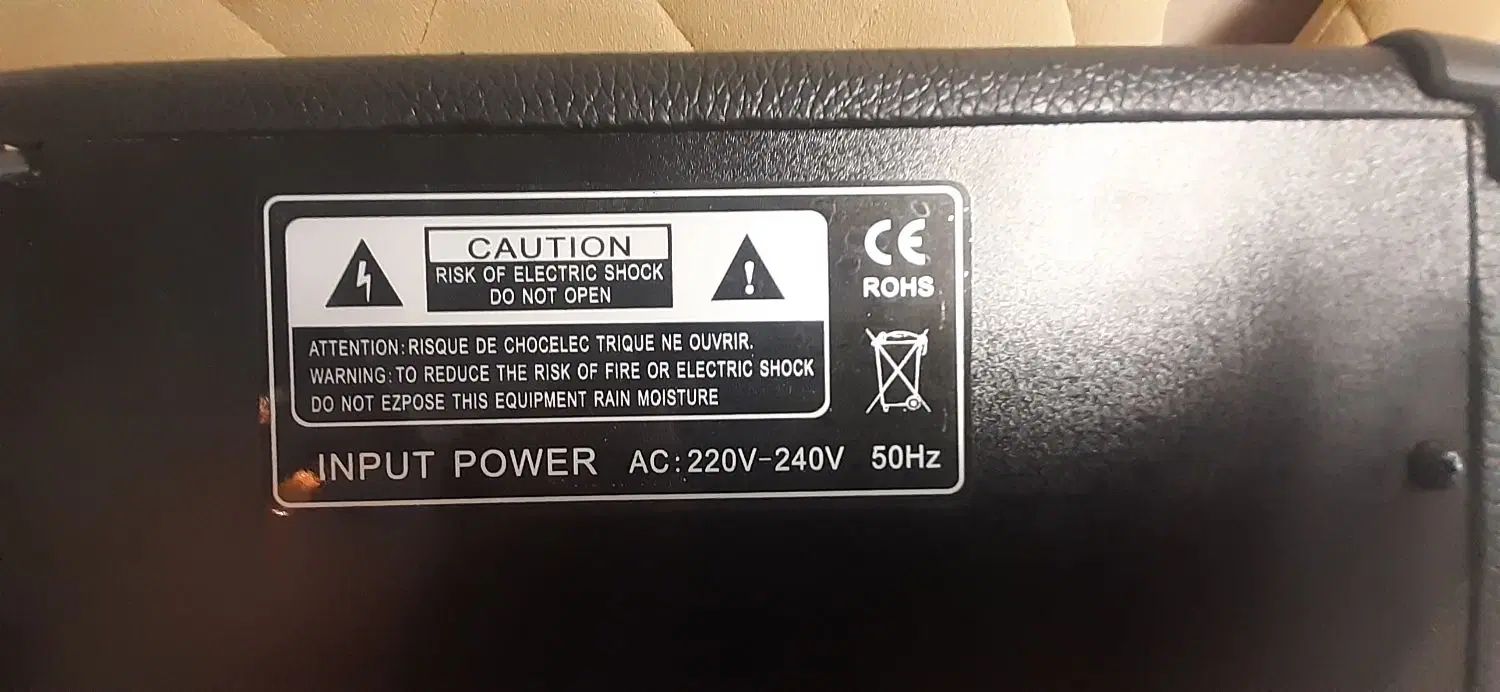 CAUTION
RISK OF ELECTRIC SHOCK
DO NOT OPEN
ATTENTION:RISQUE DE CHOCELEC TRIQUE NE OUVRIR.
WARNING:TO REDUCE THE RISK OF FIRE OR ELECTRIC SHOCK
DO NOT EZPOSE THIS EQUIPMENT RAIN MOISTURE
CE
ROHS
INPUT POWER AC:220V-240V 50Hz